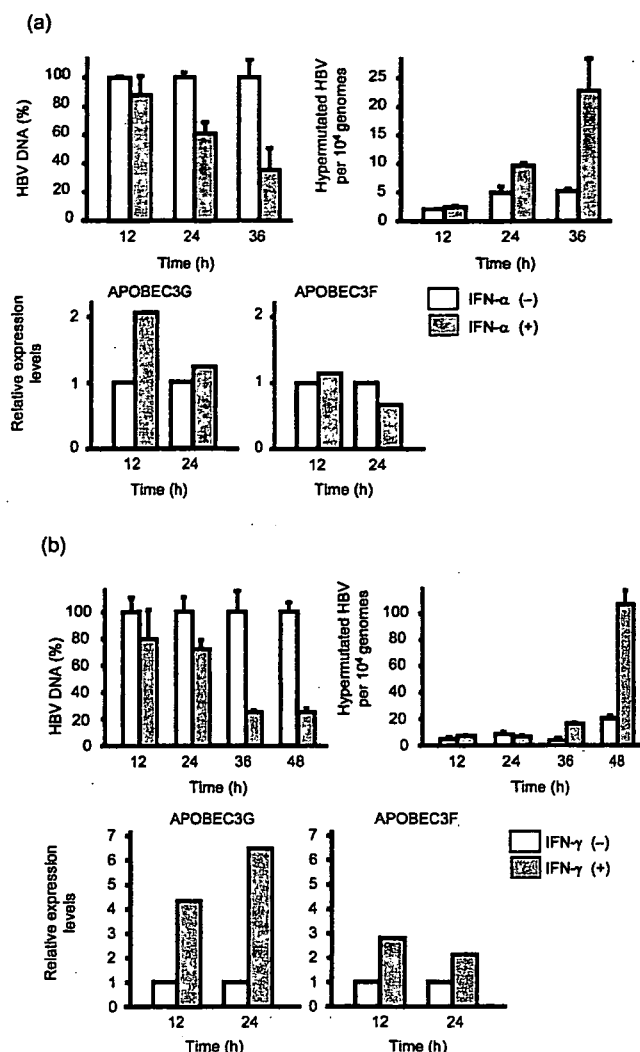 (a)
HBV DNA (%)
100
80
60
40
20
0
12 24 36
Time (h)
Hypermutated HBV
per 10⁴ genomes
25
20
15
10
5
0
12 24 36
Time (h)
APOBEC3G
Relative expression
levels
2
1
0
12 24
Time (h)
APOBEC3F
2
1
0
12 24
Time (h)
IFN-α (−)
IFN-α (+)
(b)
HBV DNA (%)
100
80
60
40
20
0
12 24 36 48
Time (h)
Hypermutated HBV
per 10⁴ genomes
100
80
60
40
20
0
12 24 36 48
Time (h)
APOBEC3G
Relative expression
levels
7
6
5
4
3
2
1
0
12 24
Time (h)
APOBEC3F
7
6
5
4
3
2
1
0
12 24
Time (h)
IFN-γ (−)
IFN-γ (+)